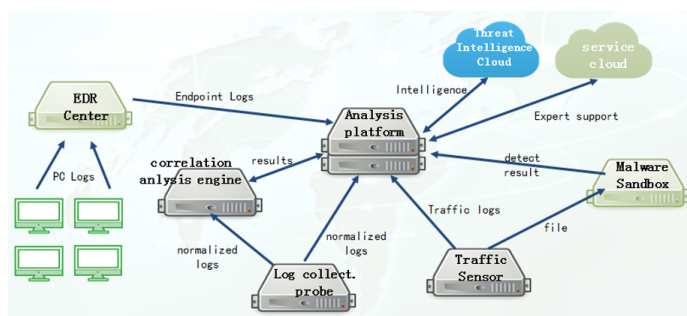 Threat
Intelligence
Cloud
service
cloud
EDR
Center
Endpoint Logs
Intelligence
Analysis
platform
Expert support
PC Logs
correlation
anlysis engine
results
detect
result
Malware
Sandbox
Traffic logs
file
normalized
logs
normalized
logs
Log collect.
probe
Traffic
Sensor